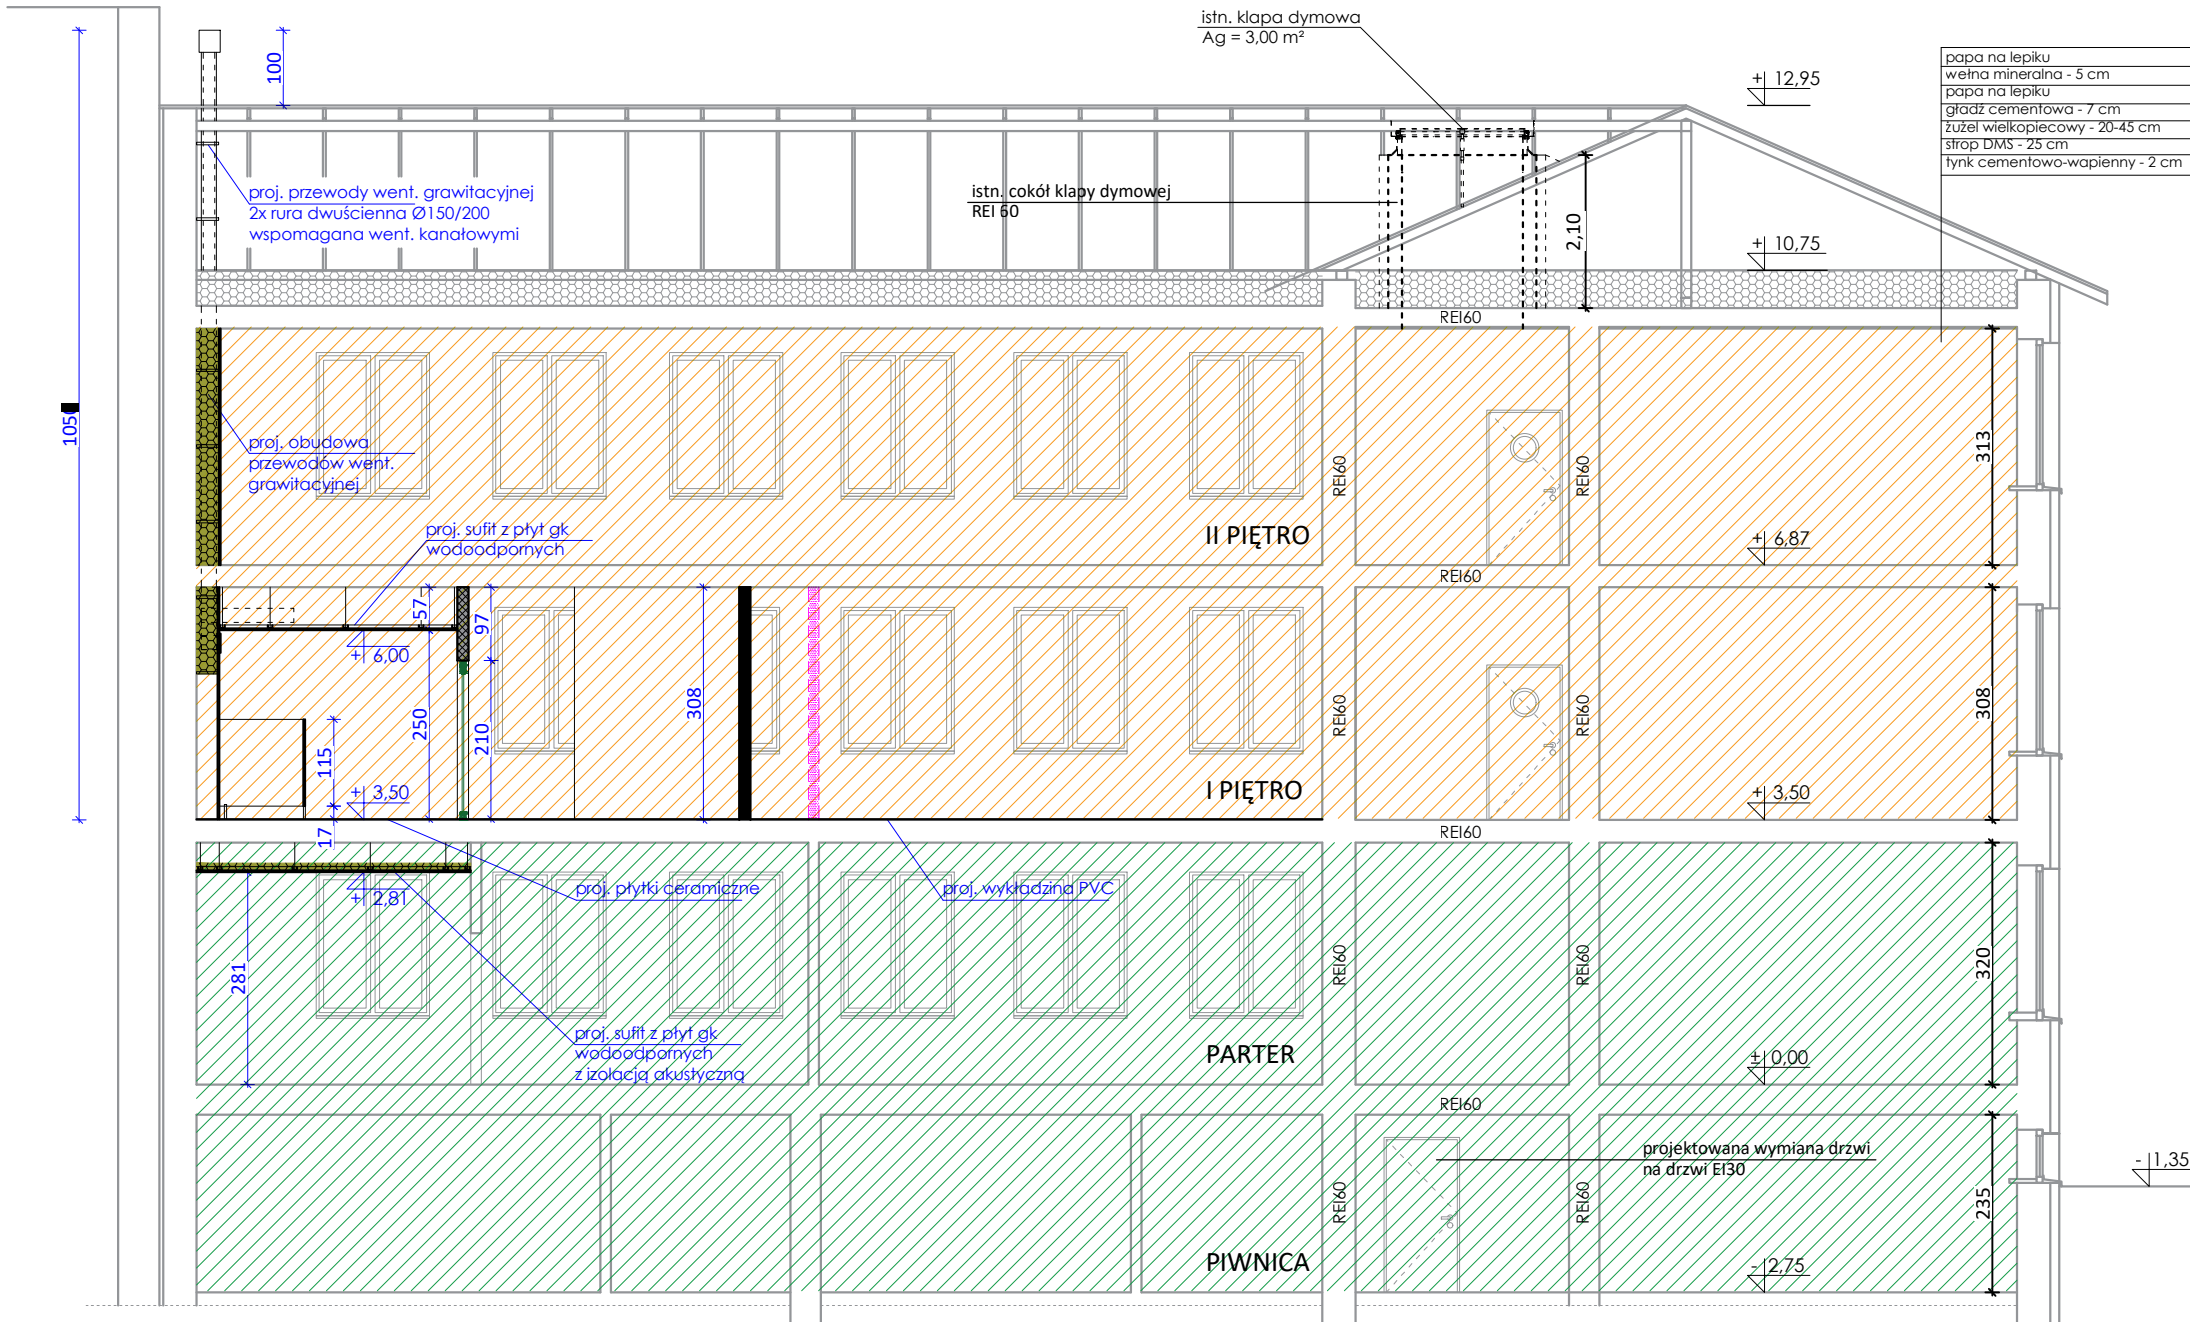 istn. klapa dymowa
Ag = 3,00 m²
papa na lepiku
wełna mineralna - 5 cm
papa na lepiku
gładź cementowa - 7 cm
żużel wielkopiecowy - 20-45 cm
strop DMS - 25 cm
tynk cementowo-wapienny - 2 cm
100
+ 12,95
proj. przewody went. grawitacyjnej
2x rura dwuścienna Ø150/200
wspomagana went. kanałowymi
istn. cokół klapy dymowej
REI 60
2,10
+ 10,75
REI60
1050
proj. obudowa
przewodów went.
grawitacyjnej
REI60
REI60
313
proj. sufit z płyt gk
wodoodpornych
II PIĘTRO
+ 6,87
REI60
57
97
+ 6,00
250
210
308
REI60
REI60
308
115
+ 3,50
I PIĘTRO
+ 3,50
17
REI60
proj. płytki ceramiczne
proj. wykładzina PVC
+ 2,81
281
REI60
REI60
320
proj. sufit z płyt gk
wodoodpornych
z izolacją akustyczną
PARTER
± 0,00
REI60
projektowana wymiana drzwi
na drzwi EI30
- 1,35
REI60
REI60
235
PIWNICA
- 2,75